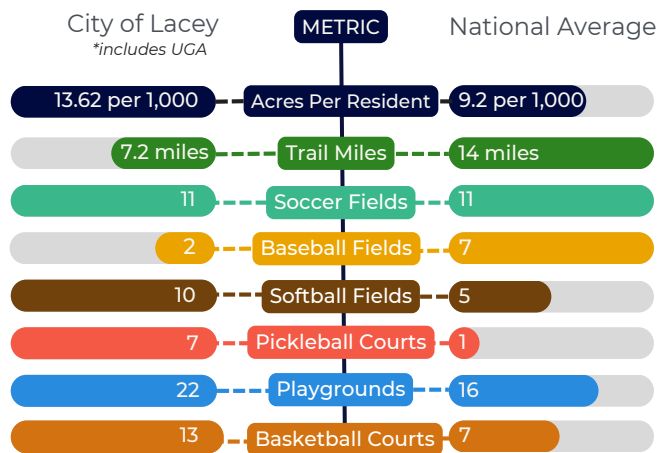 City of Lacey METRIC National Average
*includes UGA
13.62 per 1,000 Acres Per Resident 9.2 per 1,000
7.2 miles Trail Miles 14 miles
11 Soccer Fields 11
2 Baseball Fields 7
10 Softball Fields 5
7 Pickleball Courts 1
22 Playgrounds 16
13 Basketball Courts 7